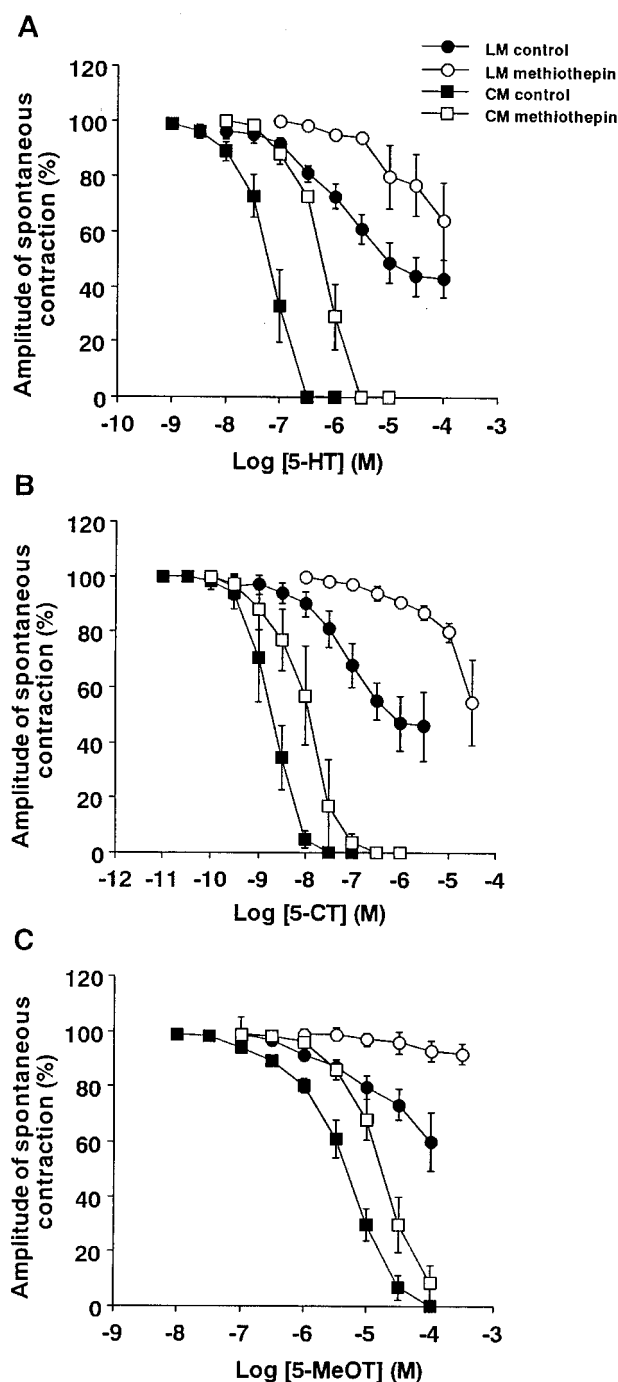 A
LM control
LM methiothepin
CM control
CM methiothepin
120
100
80
60
40
20
0
Amplitude of spontaneous
contraction (%)
-10 -9 -8 -7 -6 -5 -4 -3
Log [5-HT] (M)
B
120
100
80
60
40
20
0
Amplitude of spontaneous
contraction (%)
-12 -11 -10 -9 -8 -7 -6 -5 -4
Log [5-CT] (M)
C
120
100
80
60
40
20
0
Amplitude of spontaneous
contraction (%)
-9 -8 -7 -6 -5 -4 -3
Log [5-MeOT] (M)